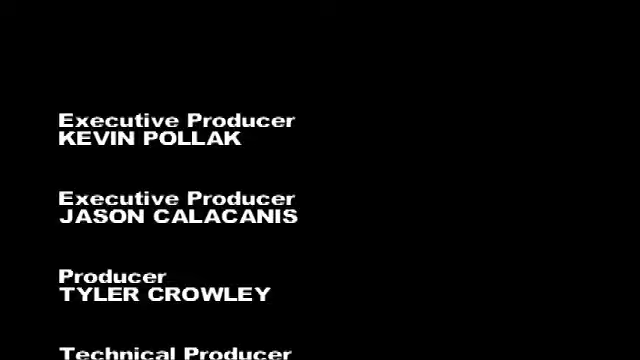 Executive Producer
KEVIN POLLAK
Executive Producer
JASON CALACANIS
Producer
TYLER CROWLEY
Technical Producer